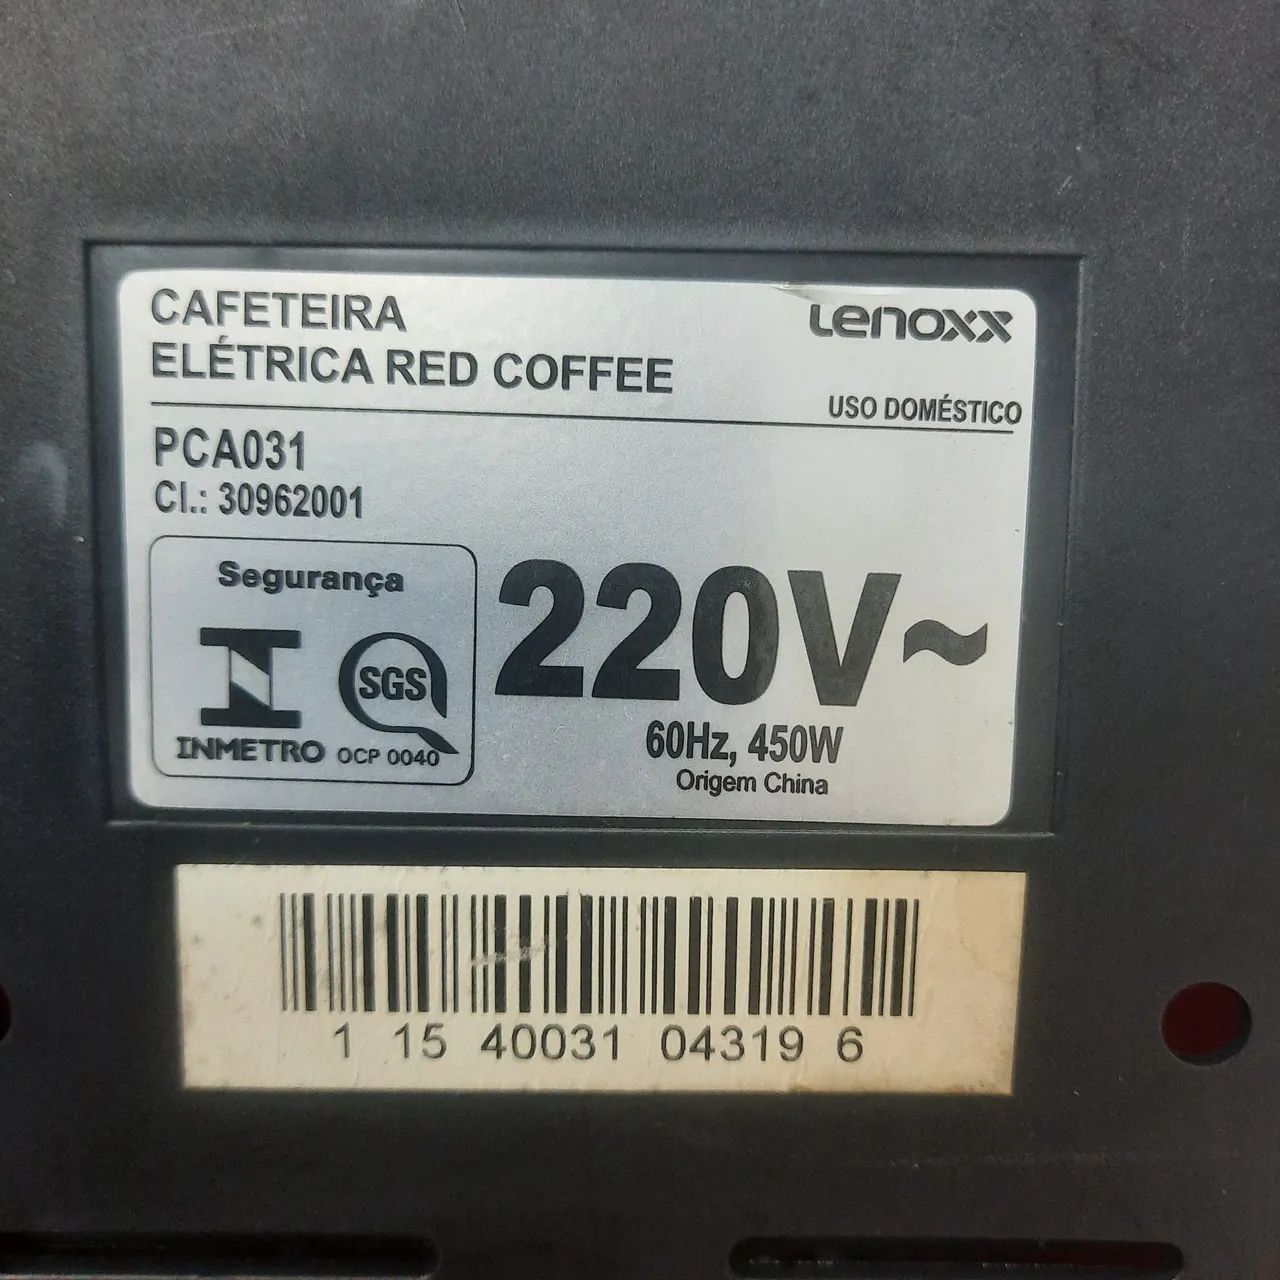 CAFETEIRA
ELÉTRICA RED COFFEE
Lenoxx
USO DOMÉSTICO
PCA031
CI.: 30962001
Segurança
SGS
INMETRO OCP 0040
220V~
60Hz, 450W
Origem China
1 15 40031 04319 6